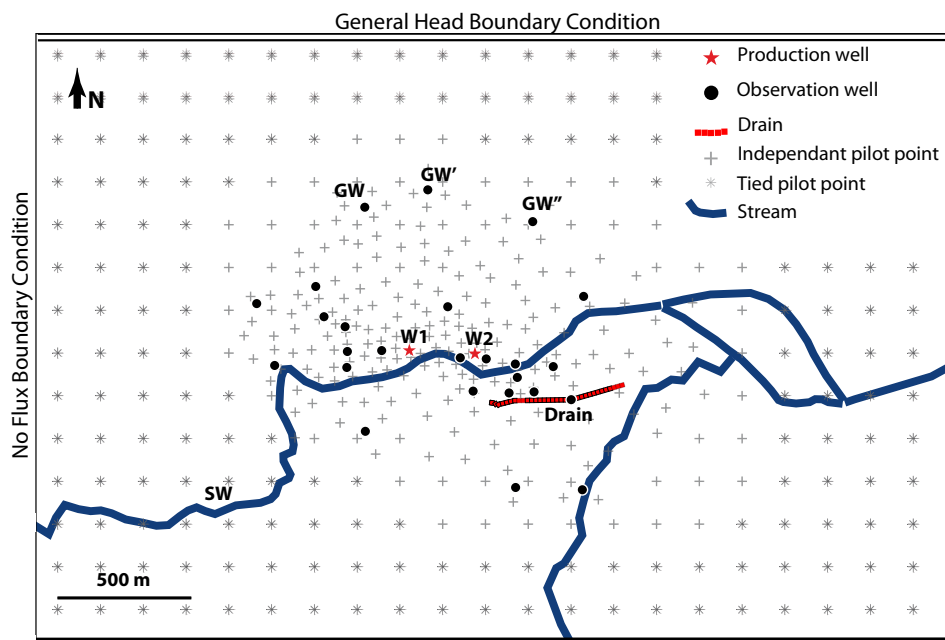 General Head Boundary Condition
No Flux Boundary Condition
N
Production well
Observation well
Drain
Independant pilot point
Tied pilot point
Stream
GW
GW'
GW"
W1
W2
Drain
SW
500 m